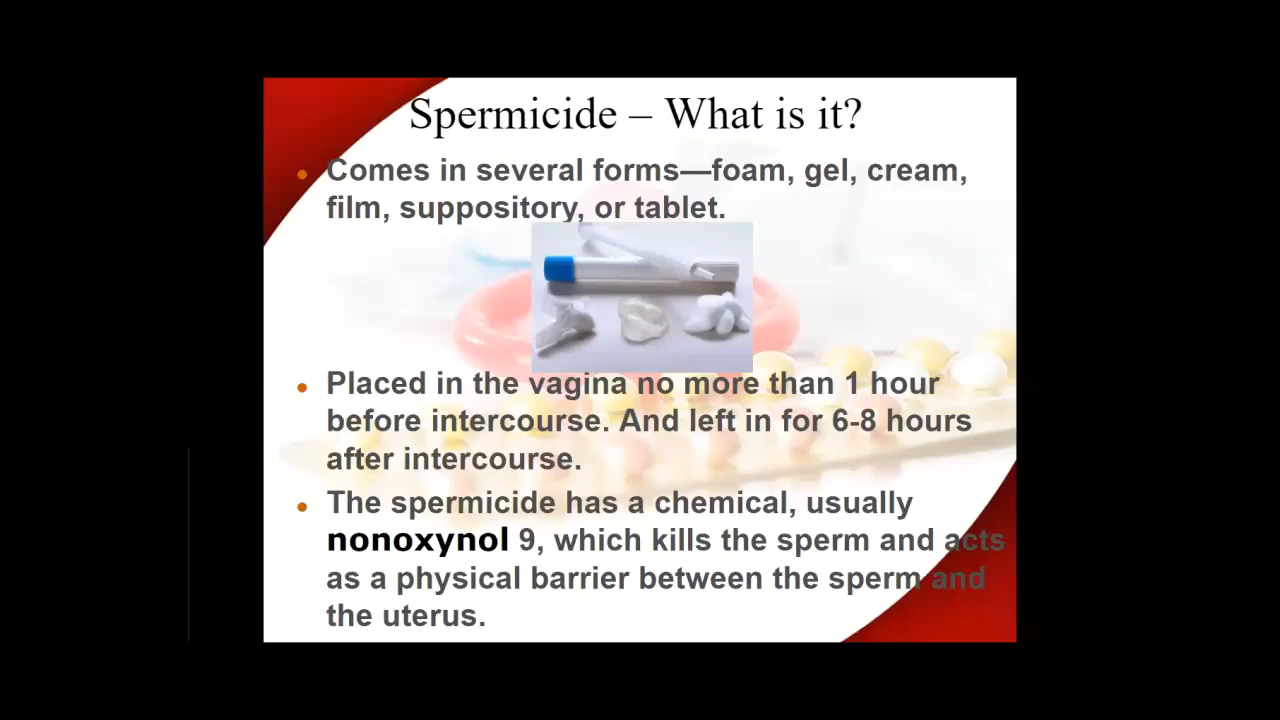 Spermicide – What is it?
• Comes in several forms—foam, gel, cream,
film, suppository, or tablet.
• Placed in the vagina no more than 1 hour
before intercourse. And left in for 6-8 hours
after intercourse.
• The spermicide has a chemical, usually
nonoxynol 9, which kills the sperm and acts
as a physical barrier between the sperm and
the uterus.